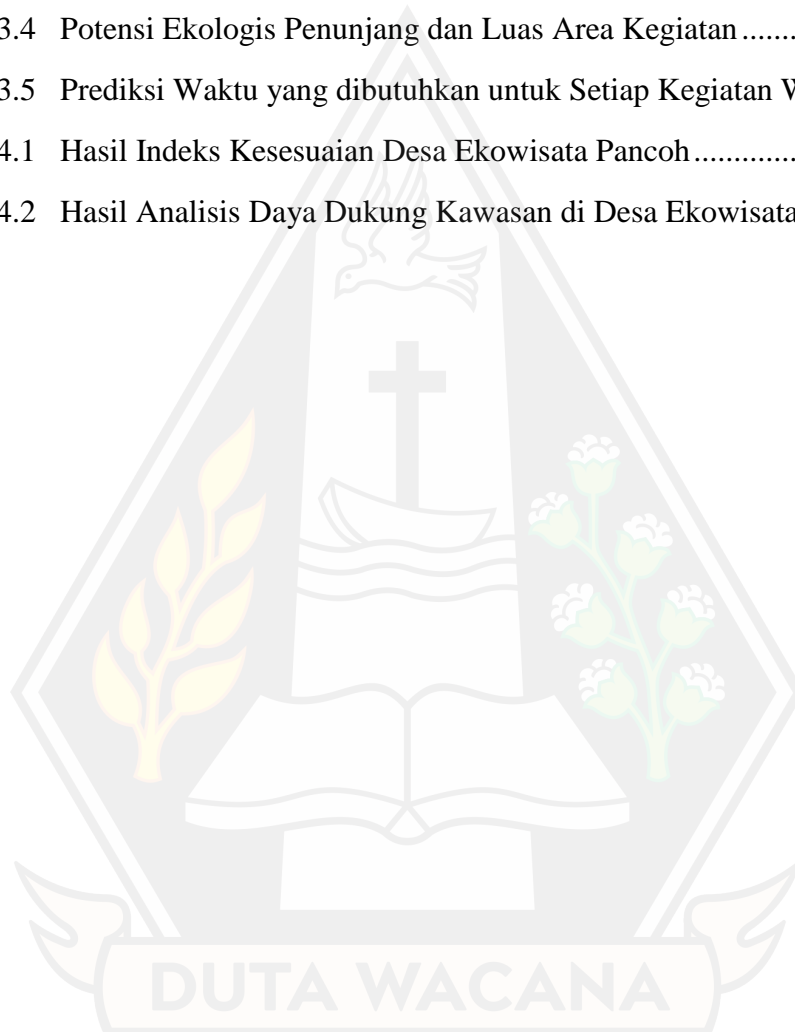 3.4 Potensi Ekologis Penunjang dan Luas Area Kegiatan .......
3.5 Prediksi Waktu yang dibutuhkan untuk Setiap Kegiatan W
4.1 Hasil Indeks Kesesuaian Desa Ekowisata Pancoh .............
4.2 Hasil Analisis Daya Dukung Kawasan di Desa Ekowisata
DUTA WACANA